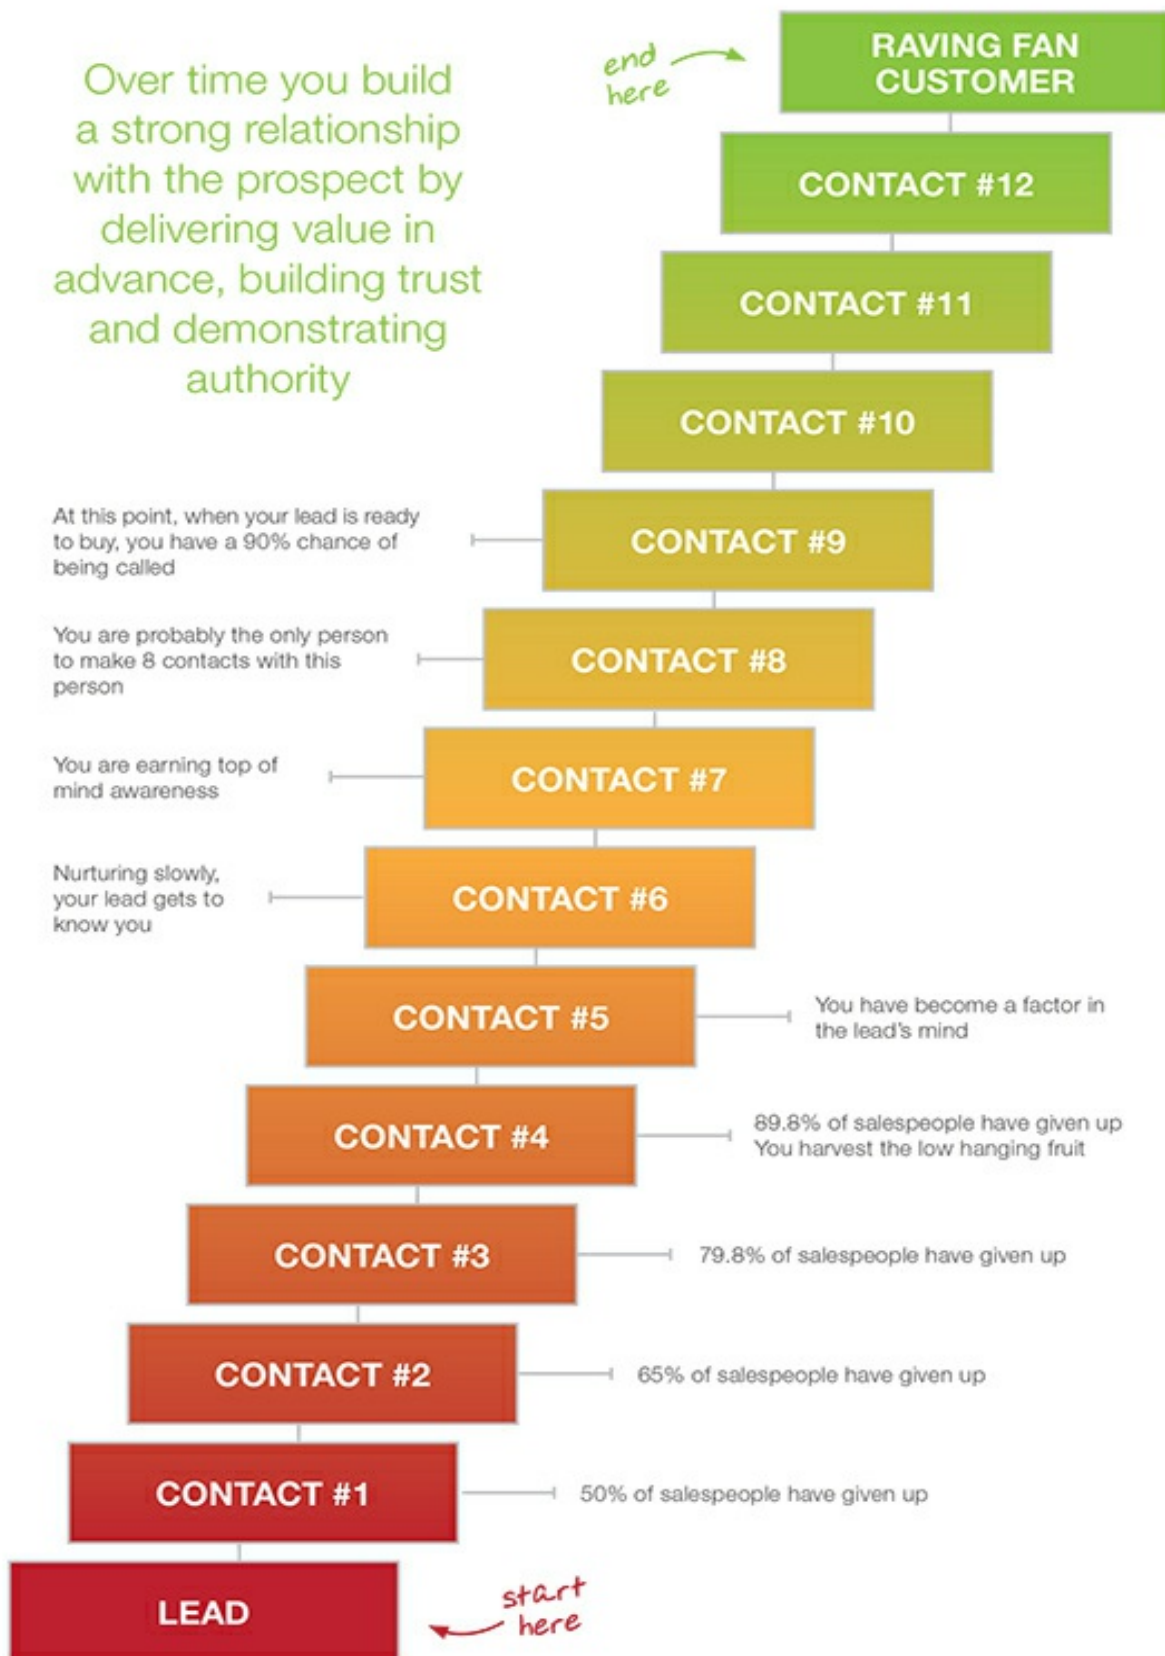 Over time you build
a strong relationship
with the prospect by
delivering value in
advance, building trust
and demonstrating
authority
end
here
RAVING FAN
CUSTOMER
CONTACT #12
CONTACT #11
CONTACT #10
At this point, when your lead is ready
to buy, you have a 90% chance of
being called
CONTACT #9
You are probably the only person
to make 8 contacts with this
person
CONTACT #8
You are earning top of
mind awareness
CONTACT #7
Nurturing slowly,
your lead gets to
know you
CONTACT #6
CONTACT #5
You have become a factor in
the lead's mind
CONTACT #4
89.8% of salespeople have given up
You harvest the low hanging fruit
CONTACT #3
79.8% of salespeople have given up
CONTACT #2
65% of salespeople have given up
CONTACT #1
50% of salespeople have given up
LEAD
start
here